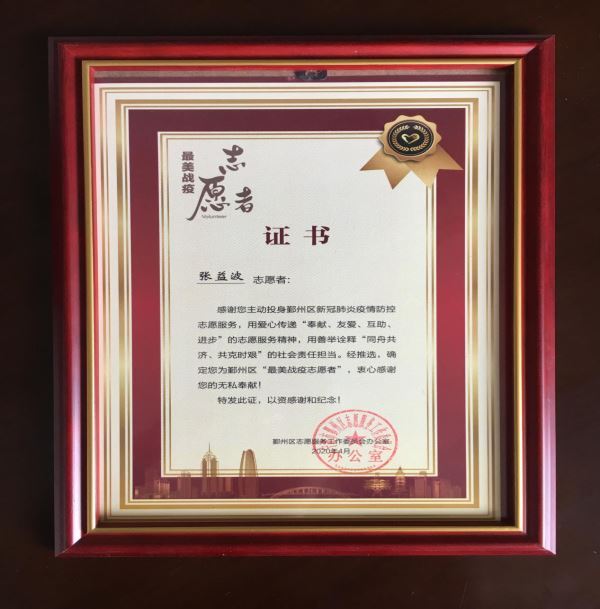 最美战疫
志愿者
Volunteer
证书
张益波 志愿者：
感谢您主动投身鄞州区新冠肺炎疫情防控
志愿服务，用爱心传递“奉献、友爱、互助、
进步”的志愿服务精神，用善举诠释“同舟共
济、共克时艰”的社会责任担当。经推选，确
定您为鄞州区“最美战疫志愿者”，衷心感谢
您的无私奉献！
特发此证，以资感谢和纪念！
鄞州区志愿服务工作委员会办公室
2020年4月
办公室